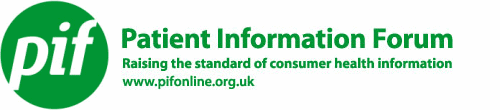 pif
Patient Information Forum
Raising the standard of consumer health information
www.pifonline.org.uk